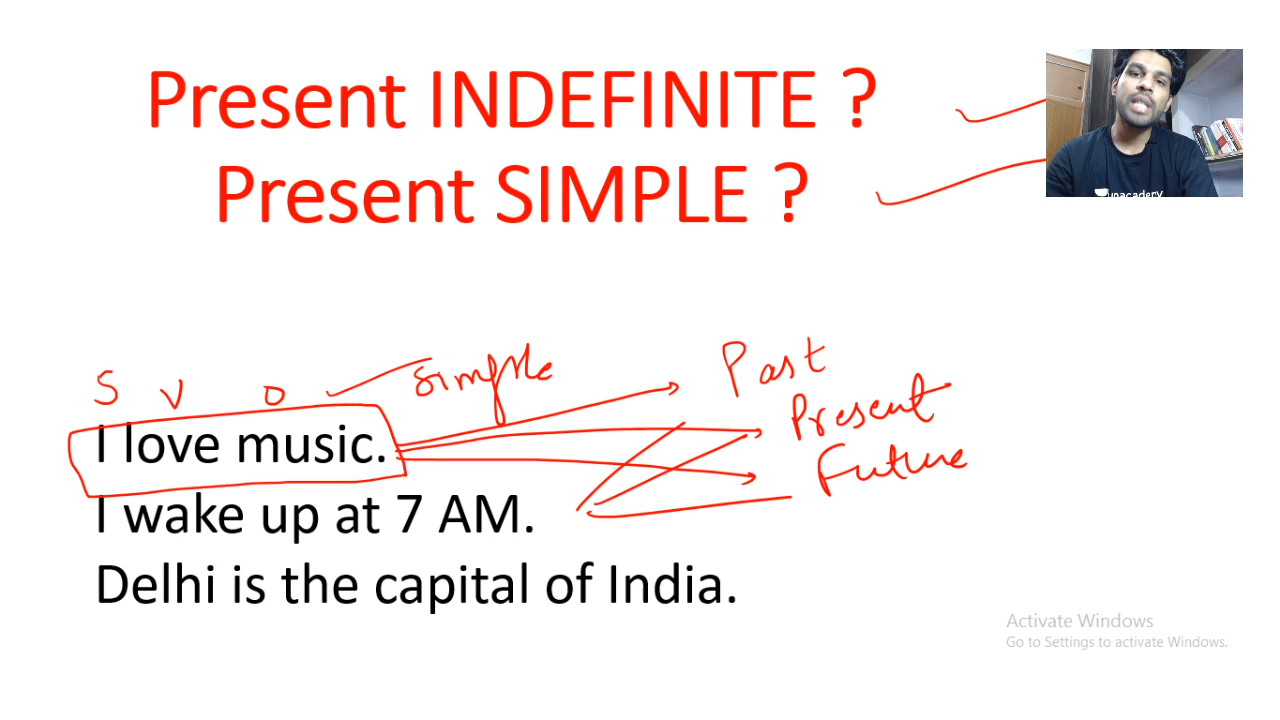 Present INDEFINITE ?
Present SIMPLE ?
unacademy
Simple
Past
S V O
Present
I love music.
Future
I wake up at 7 AM.
Delhi is the capital of India.
Activate Windows
Go to Settings to activate Windows.